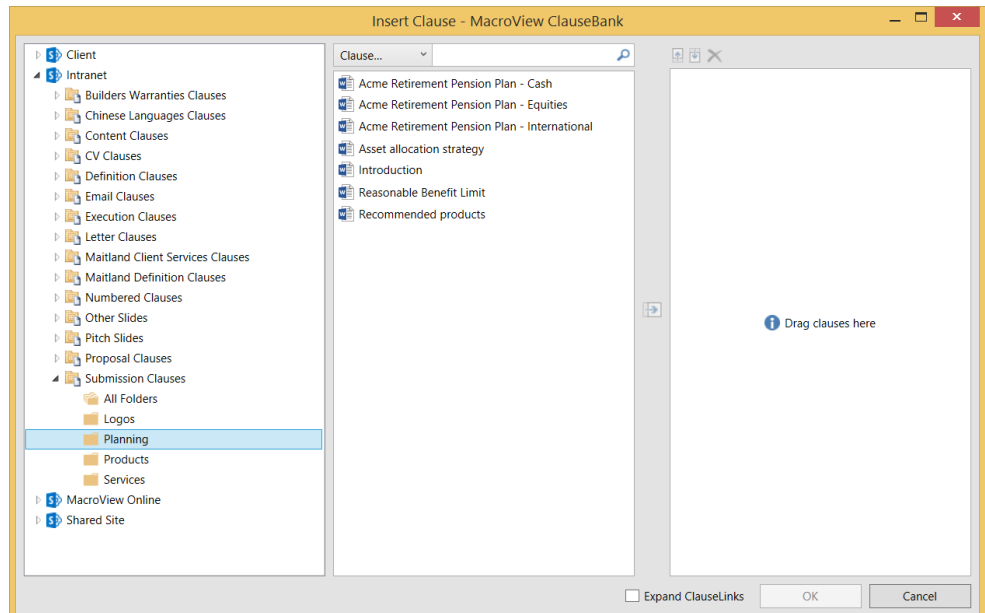 Insert Clause - MacroView ClauseBank
Client
Intranet
Builders Warranties Clauses
Chinese Languages Clauses
Content Clauses
CV Clauses
Definition Clauses
Email Clauses
Execution Clauses
Letter Clauses
Maitland Client Services Clauses
Maitland Definition Clauses
Numbered Clauses
Other Slides
Pitch Slides
Proposal Clauses
Submission Clauses
All Folders
Logos
Planning
Products
Services
MacroView Online
Shared Site
Clause...
Acme Retirement Pension Plan - Cash
Acme Retirement Pension Plan - Equities
Acme Retirement Pension Plan - International
Asset allocation strategy
Introduction
Reasonable Benefit Limit
Recommended products
Drag clauses here
Expand ClauseLinks
OK
Cancel